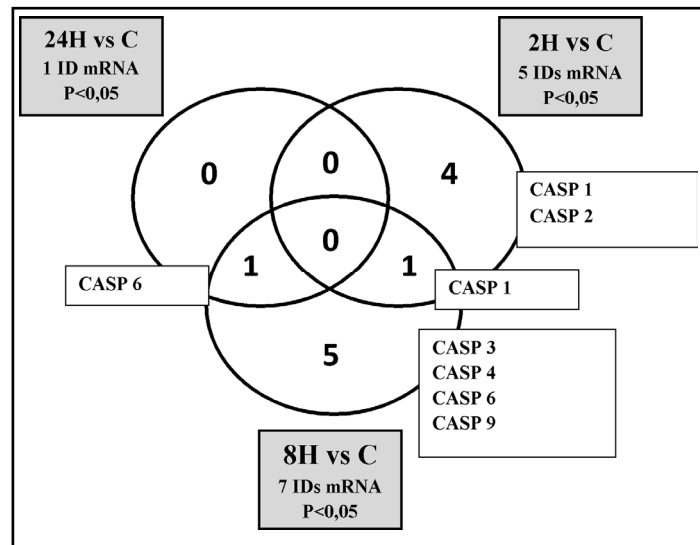 24H vs C
1 ID mRNA
P<0,05
2H vs C
5 IDs mRNA
P<0,05
0
0
4
CASP 1
CASP 2
0
1
1
CASP 6
CASP 1
5
CASP 3
CASP 4
CASP 6
CASP 9
8H vs C
7 IDs mRNA
P<0,05